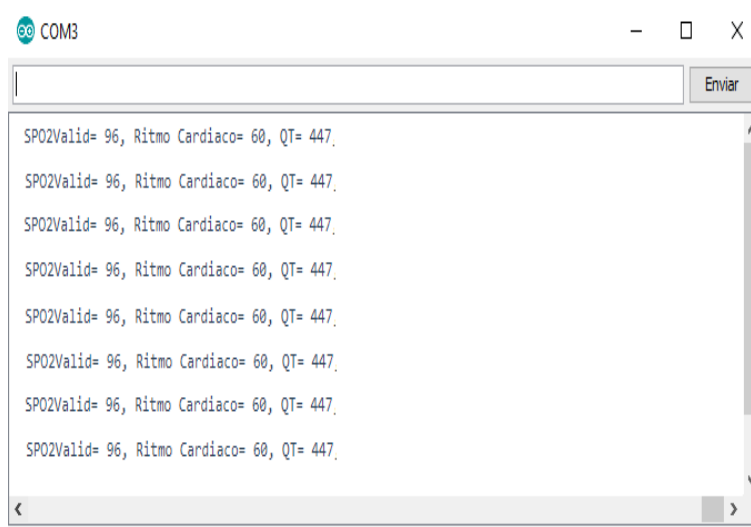 COM3
Enviar
SPO2Valid= 96, Ritmo Cardiaco= 60, QT= 447.
SPO2Valid= 96, Ritmo Cardiaco= 60, QT= 447.
SPO2Valid= 96, Ritmo Cardiaco= 60, QT= 447.
SPO2Valid= 96, Ritmo Cardiaco= 60, QT= 447.
SPO2Valid= 96, Ritmo Cardiaco= 60, QT= 447.
SPO2Valid= 96, Ritmo Cardiaco= 60, QT= 447.
SPO2Valid= 96, Ritmo Cardiaco= 60, QT= 447.
SPO2Valid= 96, Ritmo Cardiaco= 60, QT= 447.